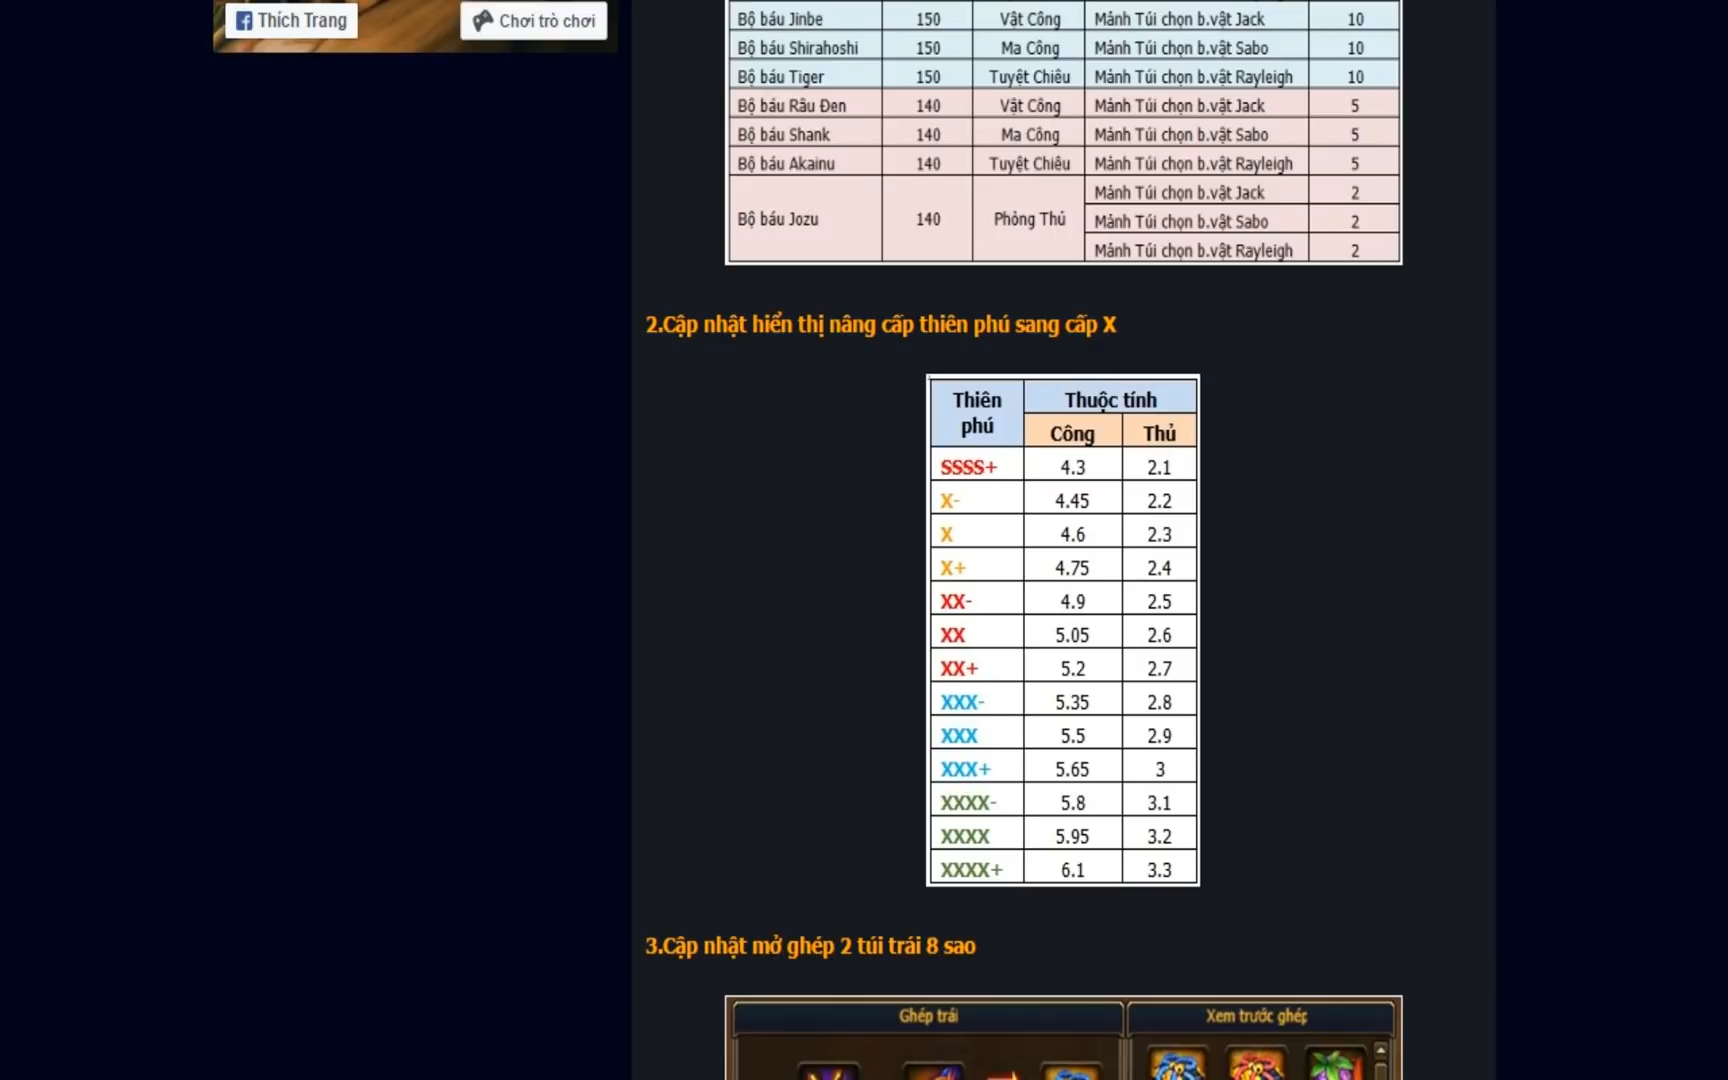 Thích Trang
Chơi trò chơi
Bộ báu Jinbe 150 Vật Công Mảnh Túi chọn b.vật Jack 10
Bộ báu Shirahoshi 150 Ma Công Mảnh Túi chọn b.vật Sabo 10
Bộ báu Tiger 150 Tuyệt Chiêu Mảnh Túi chọn b.vật Rayleigh 10
Bộ báu Râu Đen 140 Vật Công Mảnh Túi chọn b.vật Jack 5
Bộ báu Shank 140 Ma Công Mảnh Túi chọn b.vật Sabo 5
Bộ báu Akainu 140 Tuyệt Chiêu Mảnh Túi chọn b.vật Rayleigh 5
Bộ báu Jozu 140 Phòng Thủ Mảnh Túi chọn b.vật Jack 2
Mảnh Túi chọn b.vật Sabo 2
Mảnh Túi chọn b.vật Rayleigh 2
2.Cập nhật hiển thị nâng cấp thiên phú sang cấp X
Thiên phú Thuộc tính
Công Thủ
SSSS+ 4.3 2.1
X- 4.45 2.2
X 4.6 2.3
X+ 4.75 2.4
XX- 4.9 2.5
XX 5.05 2.6
XX+ 5.2 2.7
XXX- 5.35 2.8
XXX 5.5 2.9
XXX+ 5.65 3
XXXX- 5.8 3.1
XXXX 5.95 3.2
XXXX+ 6.1 3.3
3.Cập nhật mở ghép 2 túi trái 8 sao
Ghép trái
Xem trước ghép